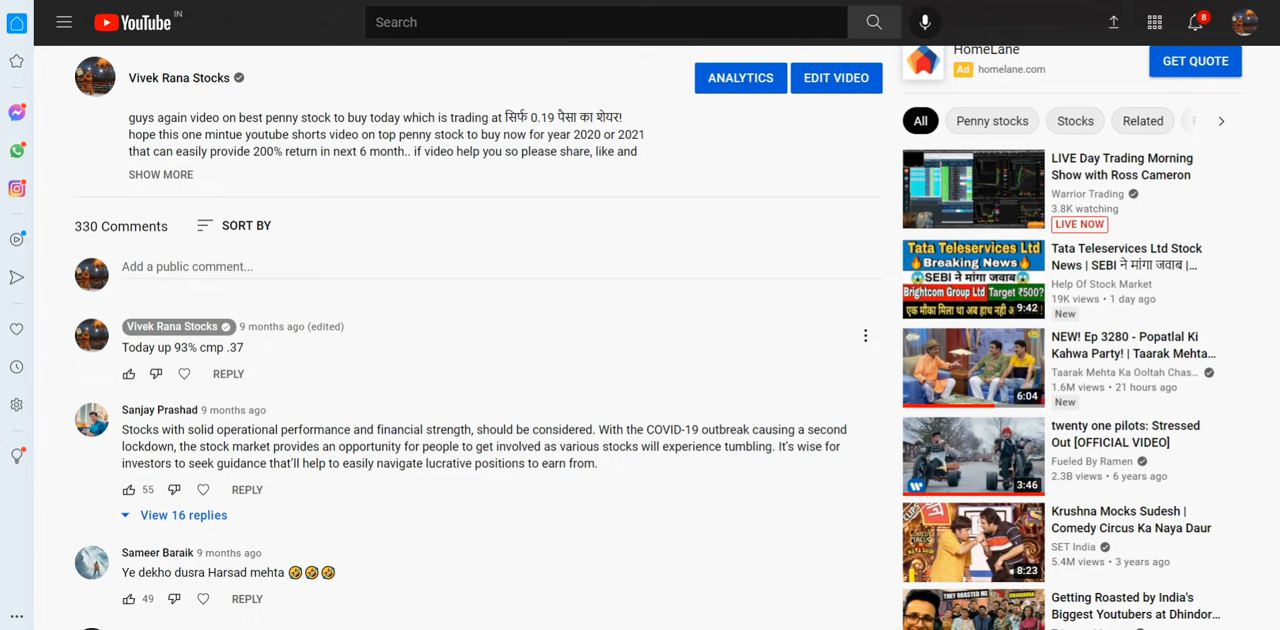 YouTube IN
Search
8
Vivek Rana Stocks
ANALYTICS
EDIT VIDEO
guys again video on best penny stock to buy today which is trading at सिर्फ 0.19 पैसा का शेयर!
hope this one mintue youtube shorts video on top penny stock to buy now for year 2020 or 2021
that can easily provide 200% return in next 6 month.. if video help you so please share, like and
SHOW MORE
330 Comments
SORT BY
Add a public comment...
Vivek Rana Stocks 9 months ago (edited)
Today up 93% cmp .37
REPLY
Sanjay Prashad 9 months ago
Stocks with solid operational performance and financial strength, should be considered. With the COVID-19 outbreak causing a second
lockdown, the stock market provides an opportunity for people to get involved as various stocks will experience tumbling. It's wise for
investors to seek guidance that'll help to easily navigate lucrative positions to earn from.
55 REPLY
View 16 replies
Sameer Baraik 9 months ago
Ye dekho dusra Harsad mehta 🤣🤣🤣
49 REPLY
HomeLane
Ad homelane.com
GET QUOTE
All
Penny stocks
Stocks
Related
LIVE Day Trading Morning
Show with Ross Cameron
Warrior Trading
3.8K watching
LIVE NOW
Tata Teleservices Ltd
🔥Breaking News🔥
😱SEBI ने मांगा जवाब😱
Brightcom Group Ltd Target ₹500?
एक मौका मिला था अब हाथ नही
9:42
Tata Teleservices Ltd Stock
News | SEBI ने मांगा जवाब |...
Help Of Stock Market
19K views • 1 day ago
New
6:04
NEW! Ep 3280 - Popatlal Ki
Kahwa Party! | Taarak Mehta...
Taarak Mehta Ka Ooltah Chas...
1.6M views • 21 hours ago
New
3:46
twenty one pilots: Stressed
Out [OFFICIAL VIDEO]
Fueled By Ramen
2.3B views • 6 years ago
CLIPS
8:23
Krushna Mocks Sudesh |
Comedy Circus Ka Naya Daur
SET India
5.4M views • 3 years ago
THEY ROASTED ME
Getting Roasted by India's
Biggest Youtubers at Dhindor...